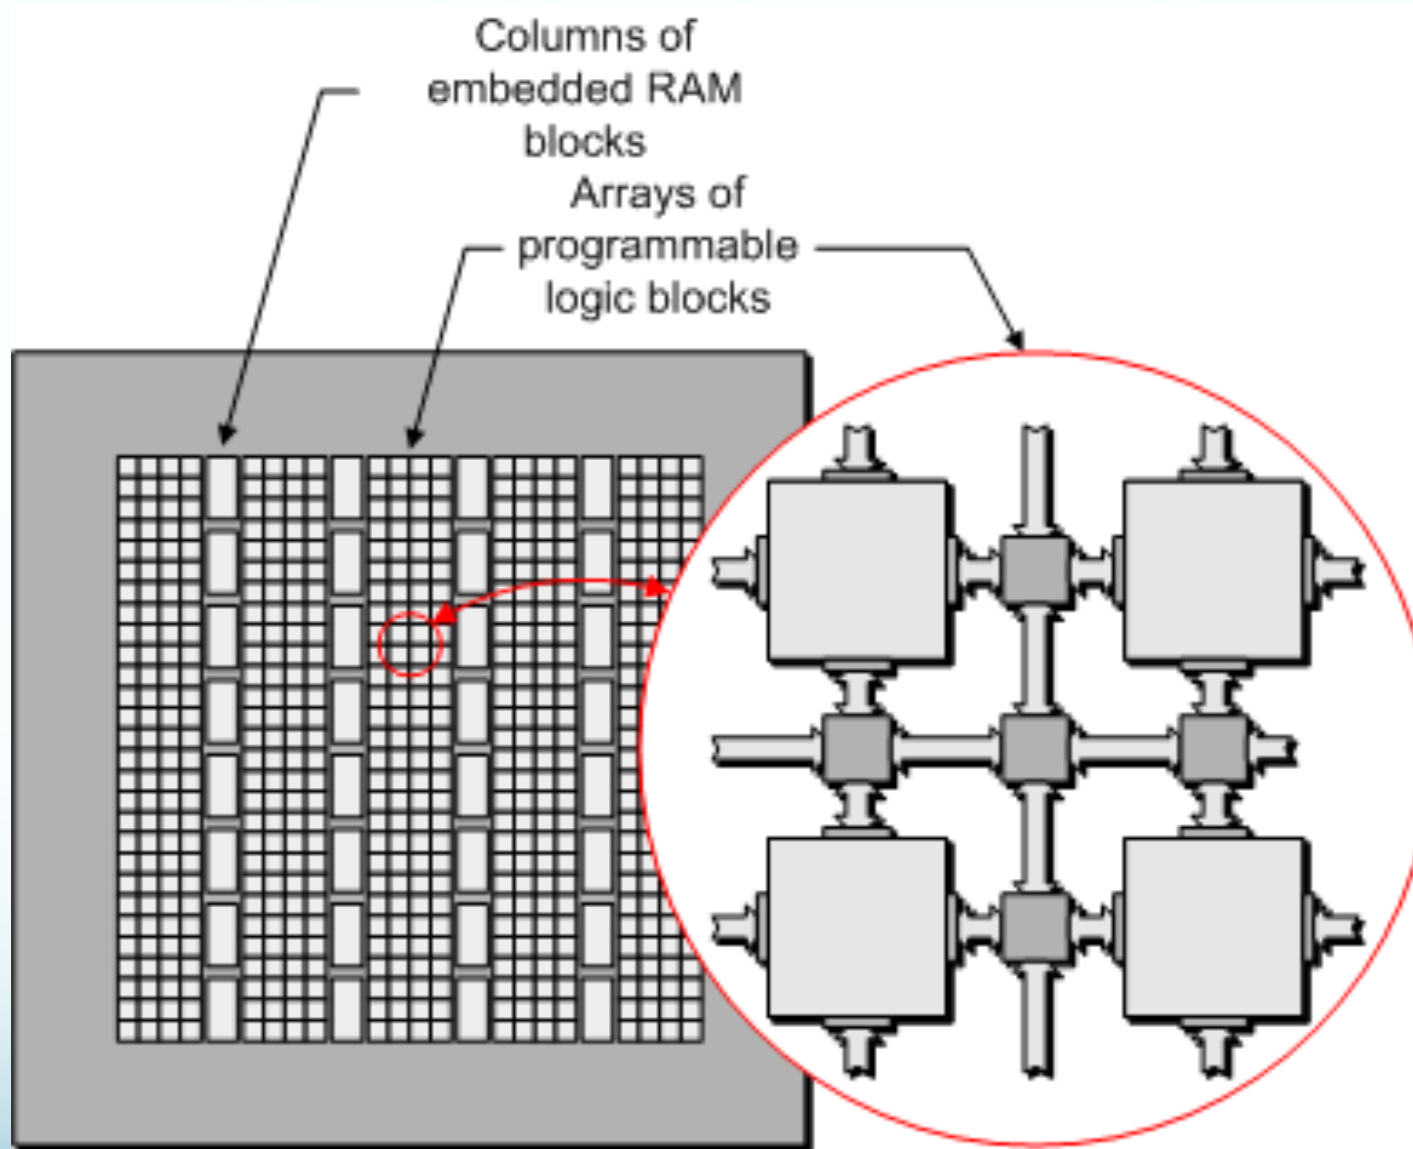 Columns of
embedded RAM
blocks
Arrays of
programmable
logic blocks